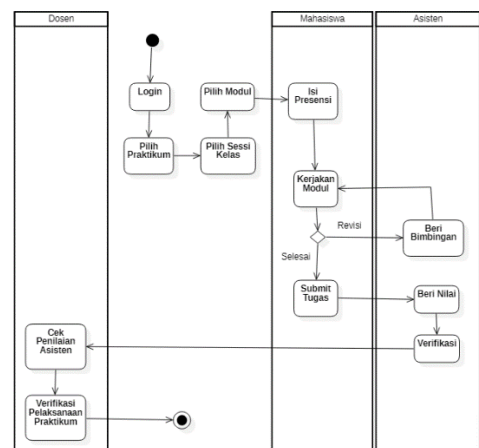 Dosen
Mahasiswa
Asisten
Login
Pilih Modul
Isi
Presensi
Pilih
Praktikum
Pilih Sessi
Kelas
Kerjakan
Modul
Revisi
Beri
Bimbingan
Selesai
Submit
Tugas
Beri Nilai
Verifikasi
Cek
Penilaian
Asisten
Verifikasi
Pelaksanaan
Praktikum